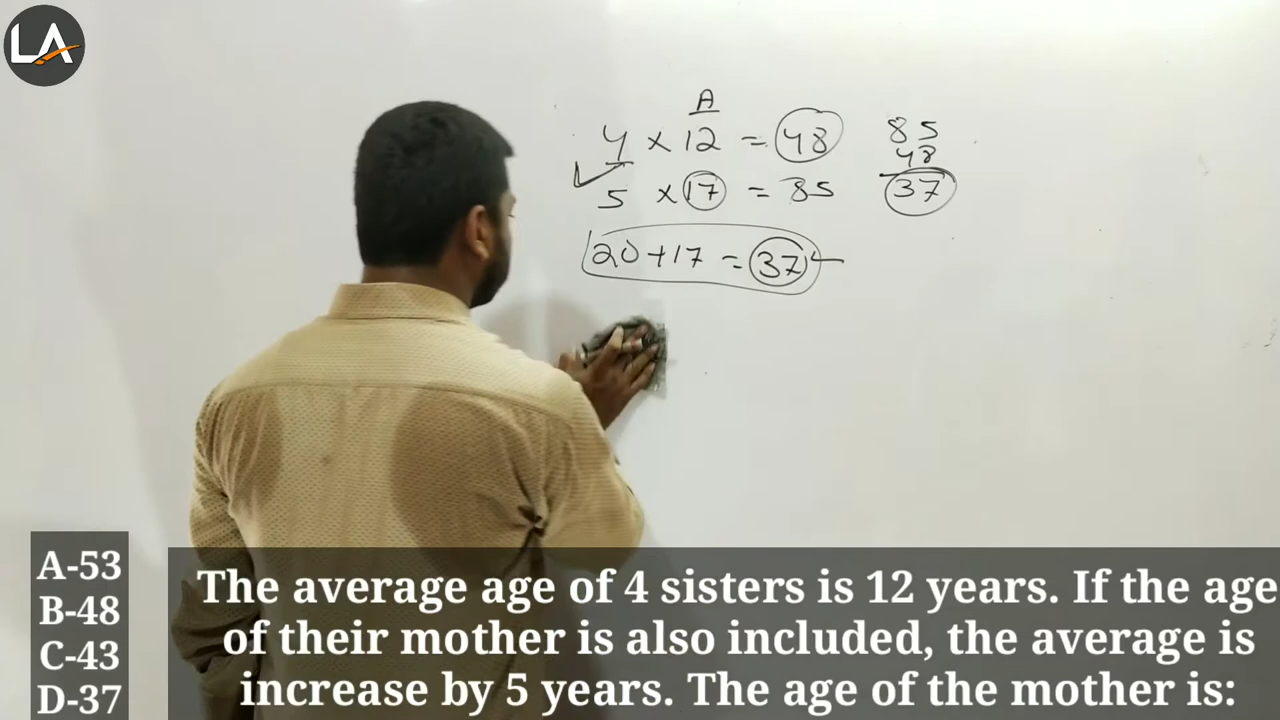 LA
A
4 × 12 = 48
5 × 17 = 85
20 + 17 = 37
85
48
37
A-53
B-48
C-43
D-37
The average age of 4 sisters is 12 years. If the age
of their mother is also included, the average is
increase by 5 years. The age of the mother is: